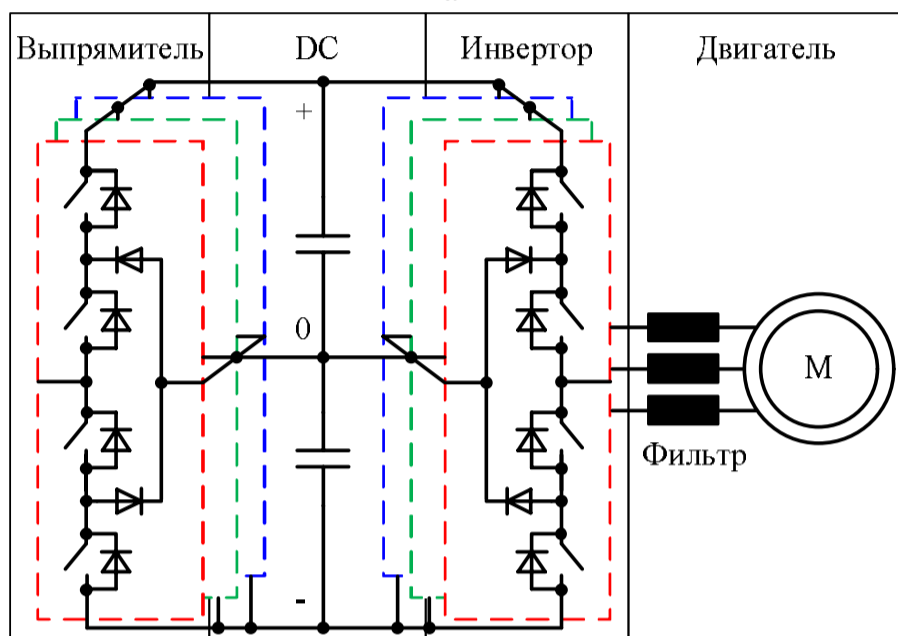 Выпрямитель
DC
Инвертор
Двигатель
+
0
-
M
Фильтр